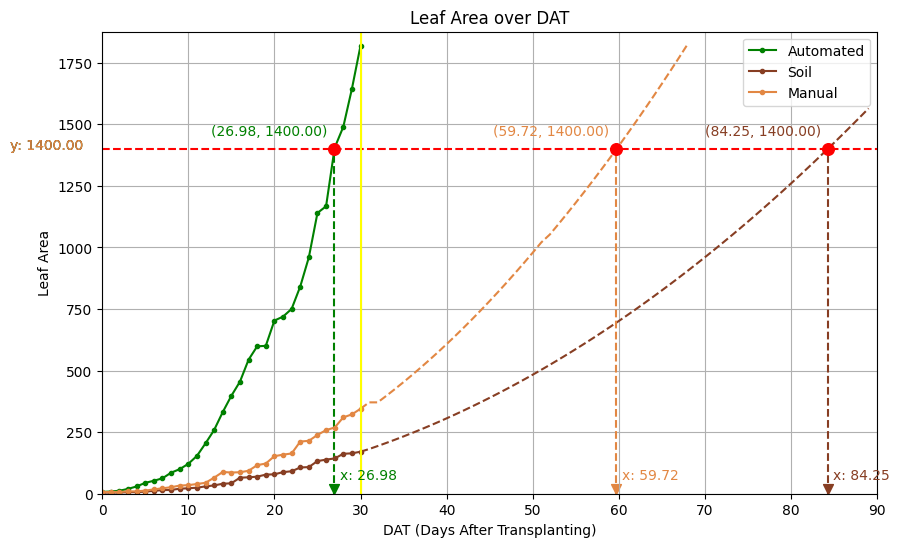 Leaf Area over DAT
Automated
Soil
Manual
(26.98, 1400.00)
(59.72, 1400.00)
(84.25, 1400.00)
y: 1400.00
Leaf Area
1750
1500
1250
1000
750
500
250
0
x: 26.98
x: 59.72
x: 84.25
0 10 20 30 40 50 60 70 80 90
DAT (Days After Transplanting)